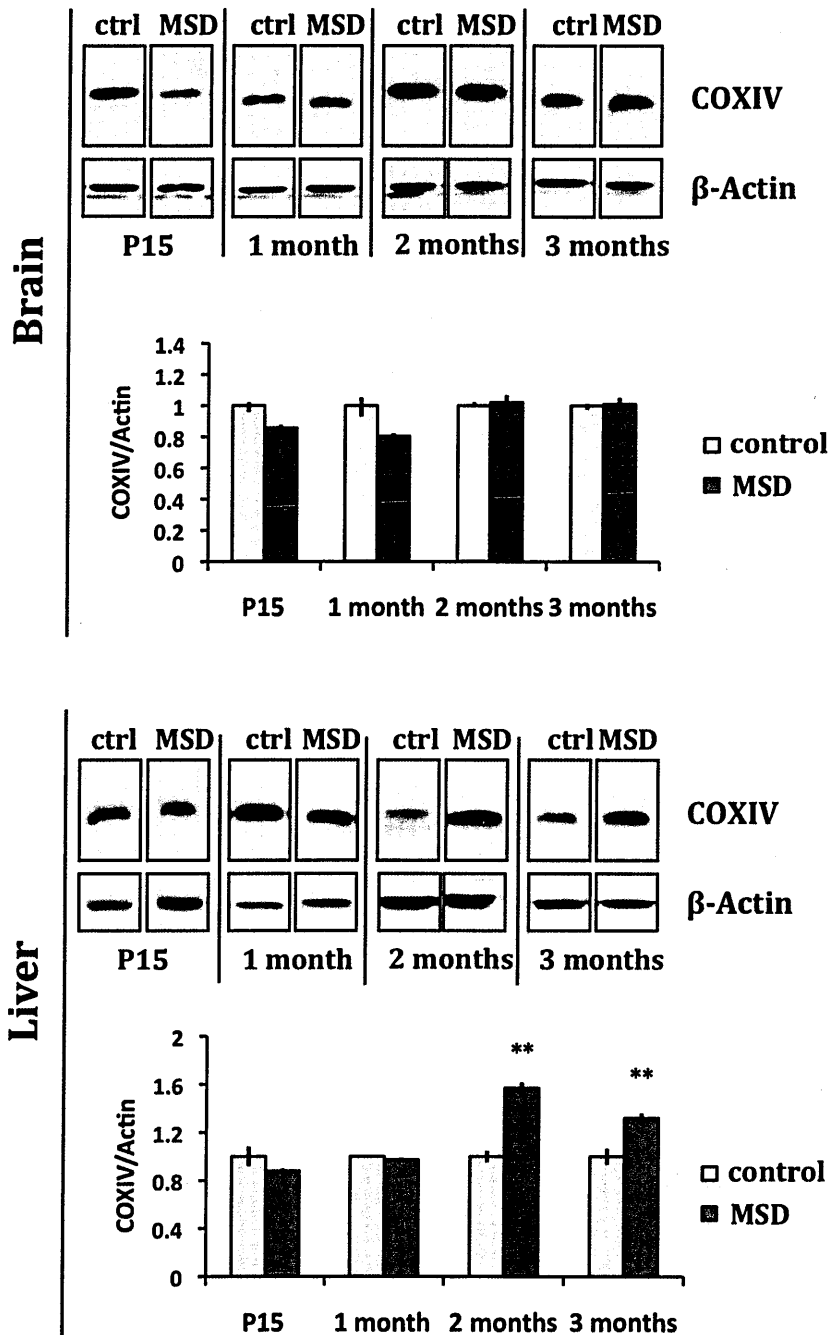 ctrl MSD ctrl MSD ctrl MSD ctrl MSD
COXIV
β-Actin
P15 1 month 2 months 3 months
Brain
1.4
1.2
1
0.8
0.6
0.4
0.2
0
COXIV/Actin
control
MSD
P15 1 month 2 months 3 months
ctrl MSD ctrl MSD ctrl MSD ctrl MSD
COXIV
β-Actin
P15 1 month 2 months 3 months
Liver
2
1.6
1.2
0.8
0.4
0
COXIV/Actin
**
**
control
MSD
P15 1 month 2 months 3 months